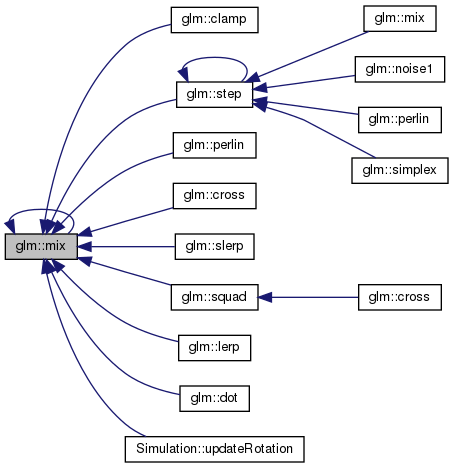 glm::mix
glm::clamp
glm::step
glm::mix
glm::noise1
glm::perlin
glm::simplex
glm::perlin
glm::cross
glm::slerp
glm::squad
glm::cross
glm::lerp
glm::dot
Simulation::updateRotation